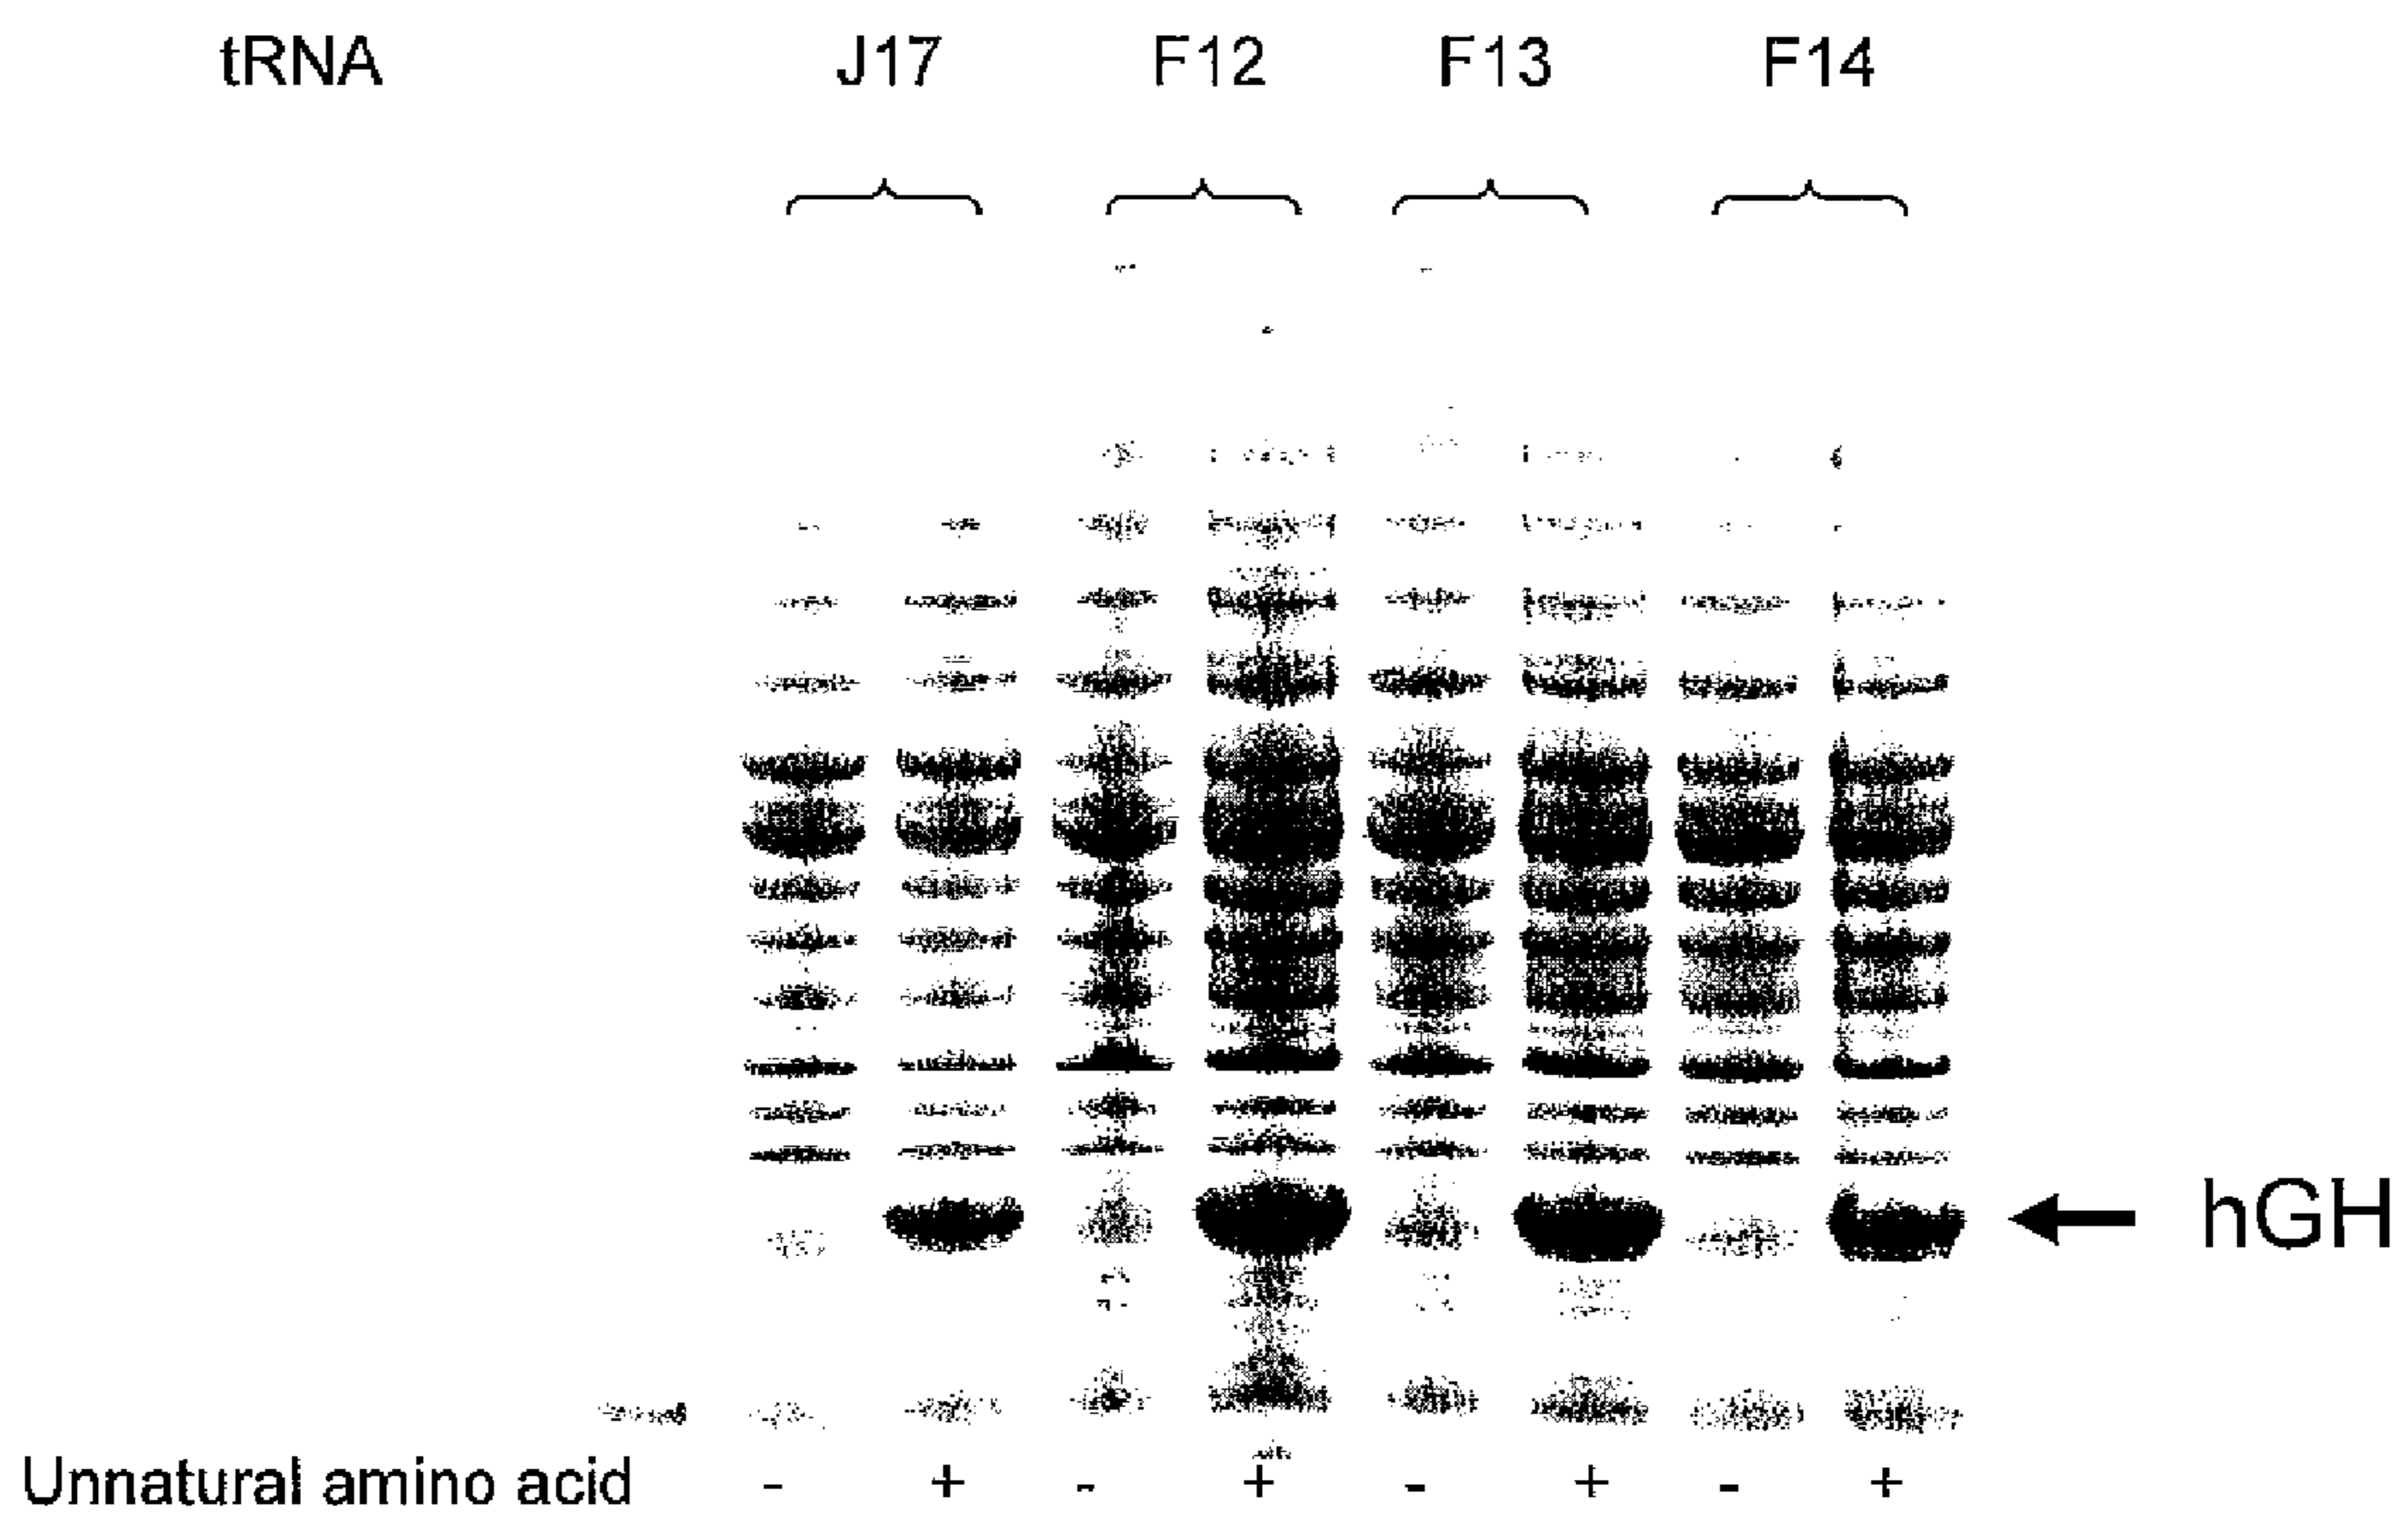 tRNA J17 F12 F13 F14
hGH
Unnatural amino acid - + - + - + - +